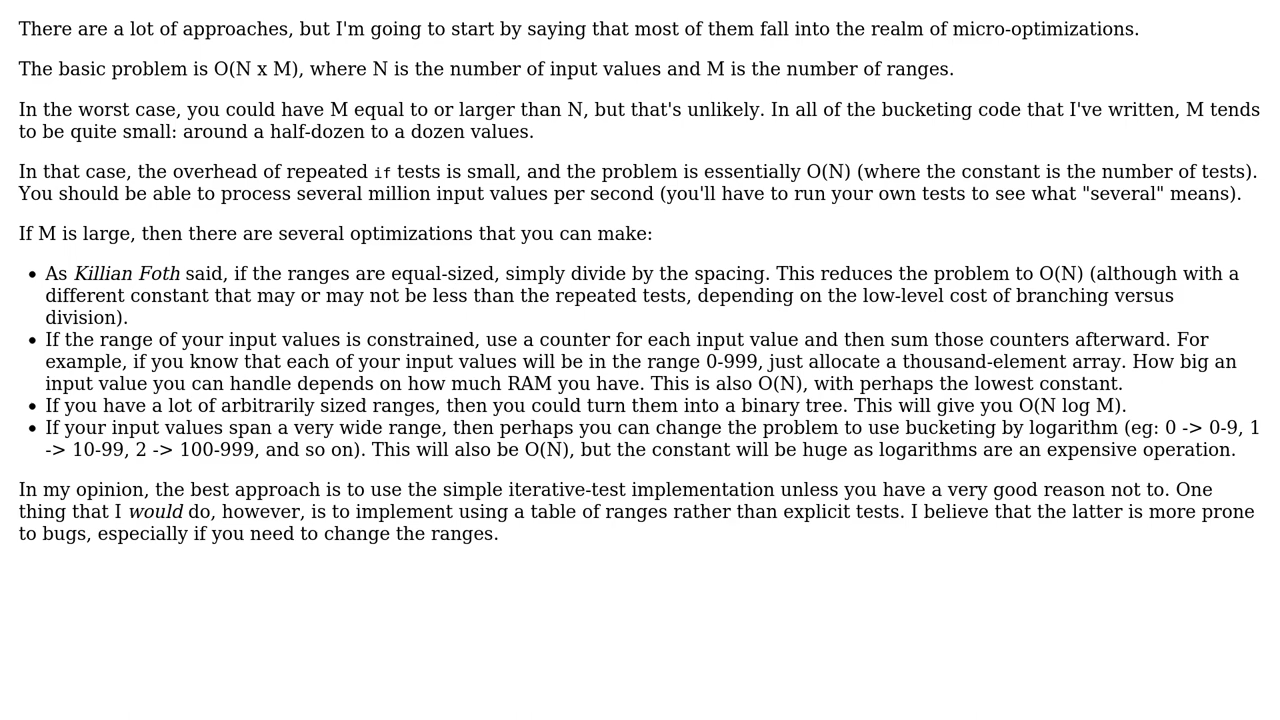 There are a lot of approaches, but I'm going to start by saying that most of them fall into the realm of micro-optimizations.
The basic problem is O(N x M), where N is the number of input values and M is the number of ranges.
In the worst case, you could have M equal to or larger than N, but that's unlikely. In all of the bucketing code that I've written, M tends
to be quite small: around a half-dozen to a dozen values.
In that case, the overhead of repeated if tests is small, and the problem is essentially O(N) (where the constant is the number of tests).
You should be able to process several million input values per second (you'll have to run your own tests to see what "several" means).
If M is large, then there are several optimizations that you can make:
• As Killian Foth said, if the ranges are equal-sized, simply divide by the spacing. This reduces the problem to O(N) (although with a
different constant that may or may not be less than the repeated tests, depending on the low-level cost of branching versus
division).
• If the range of your input values is constrained, use a counter for each input value and then sum those counters afterward. For
example, if you know that each of your input values will be in the range 0-999, just allocate a thousand-element array. How big an
input value you can handle depends on how much RAM you have. This is also O(N), with perhaps the lowest constant.
• If you have a lot of arbitrarily sized ranges, then you could turn them into a binary tree. This will give you O(N log M).
• If your input values span a very wide range, then perhaps you can change the problem to use bucketing by logarithm (eg: 0 -> 0-9, 1
-> 10-99, 2 -> 100-999, and so on). This will also be O(N), but the constant will be huge as logarithms are an expensive operation.
In my opinion, the best approach is to use the simple iterative-test implementation unless you have a very good reason not to. One
thing that I would do, however, is to implement using a table of ranges rather than explicit tests. I believe that the latter is more prone
to bugs, especially if you need to change the ranges.